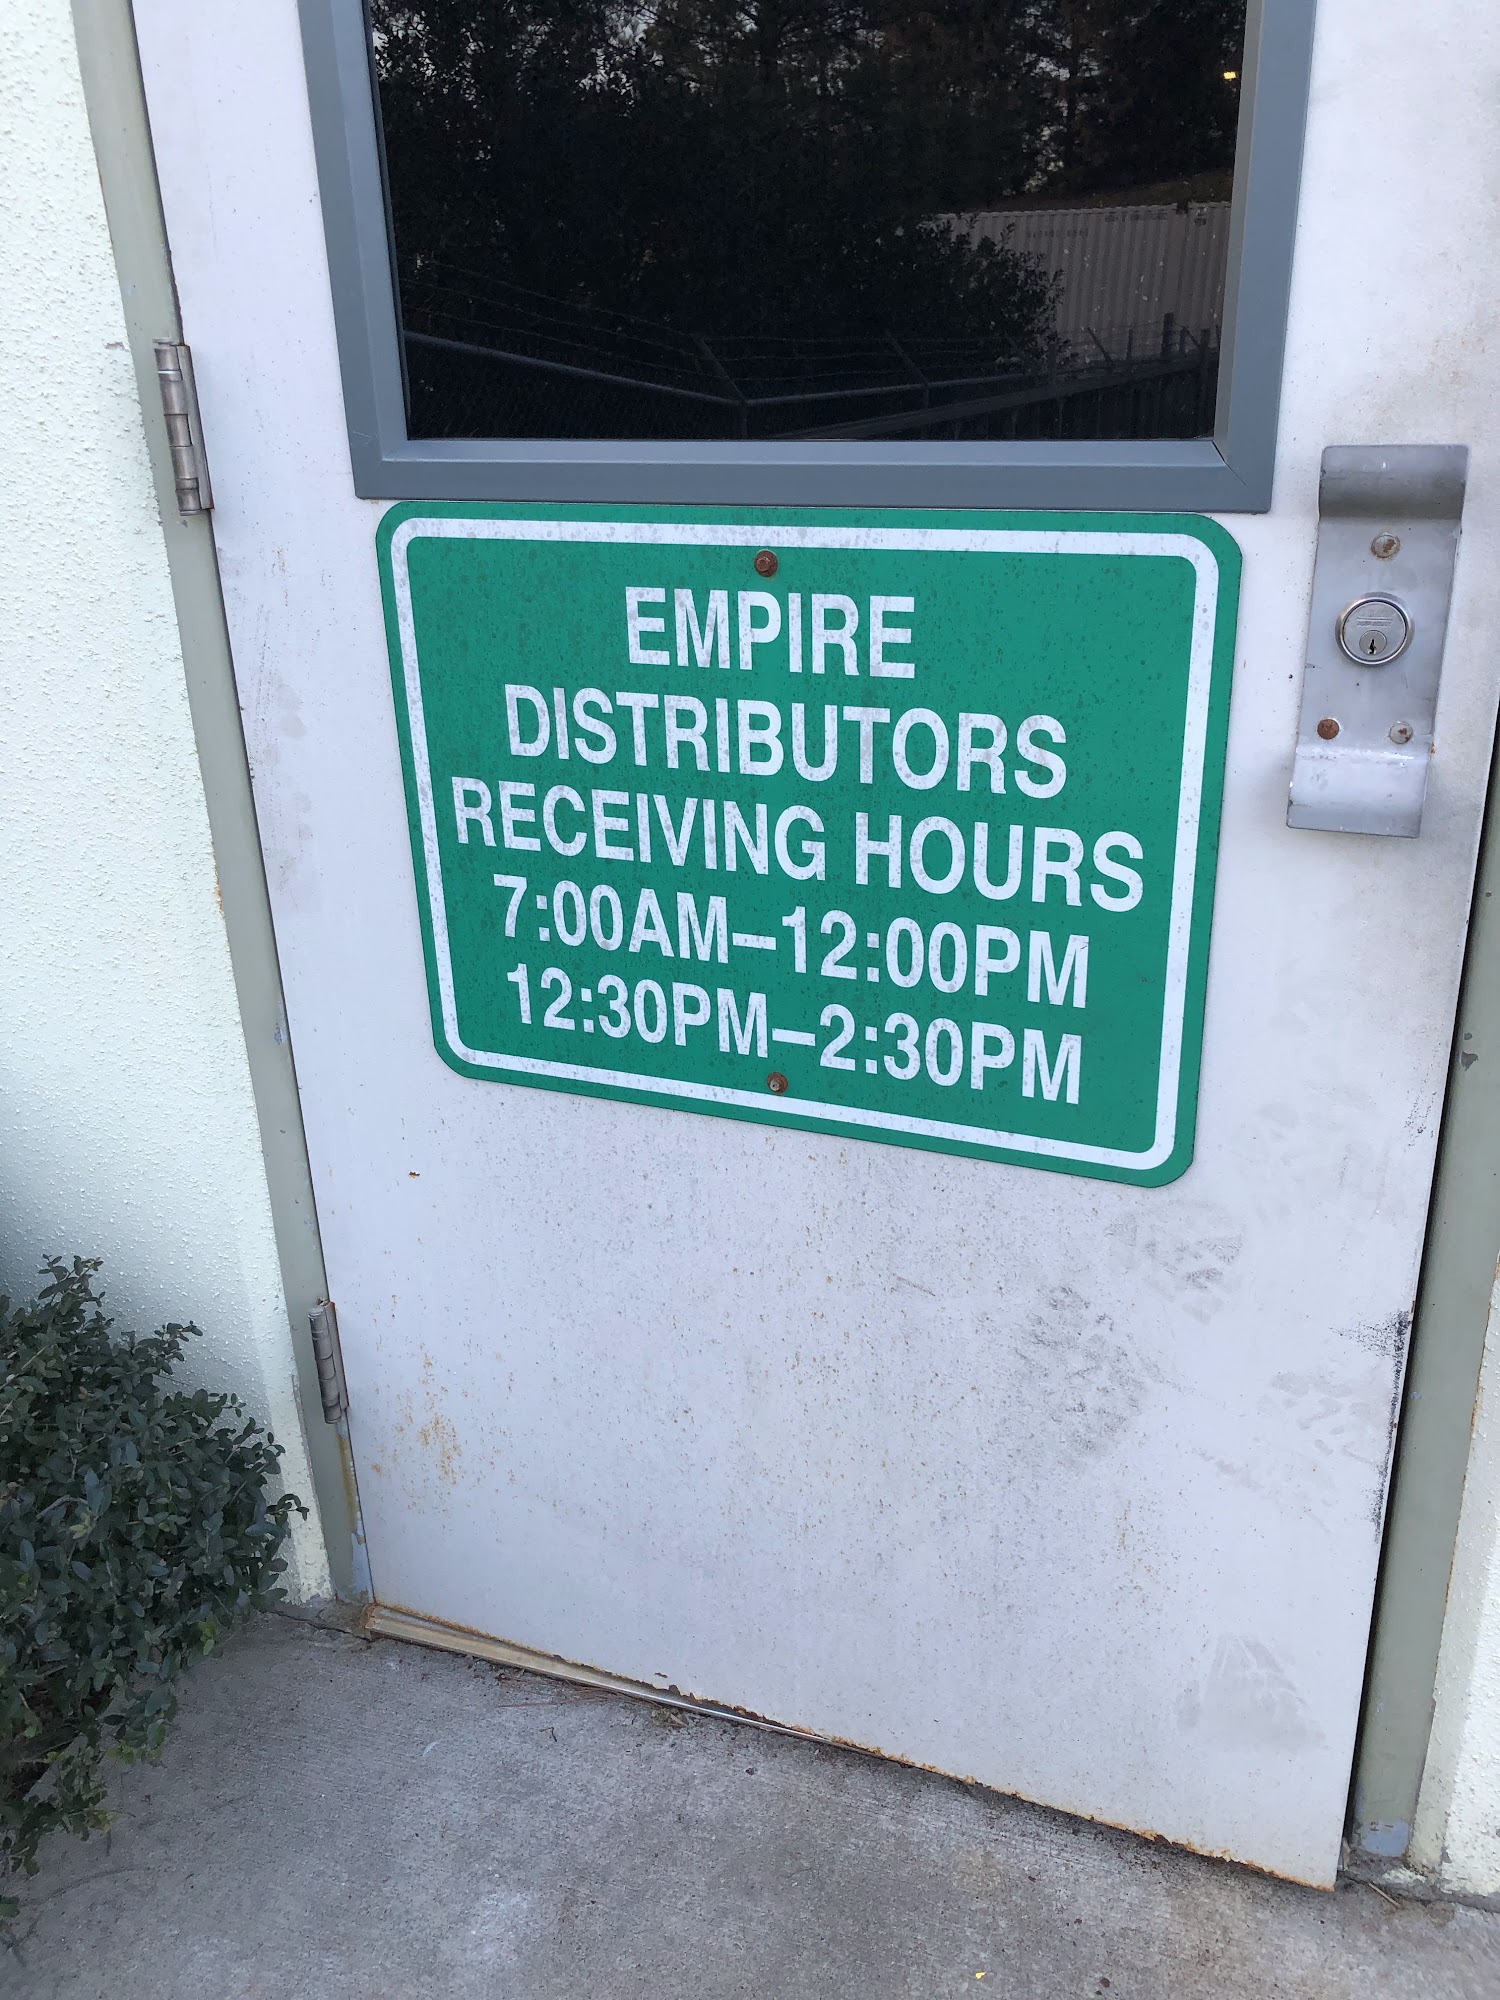 EMPIRE
DISTRIBUTORS
RECEIVING HOURS
7:00AM–12:00PM
12:30PM–2:30PM